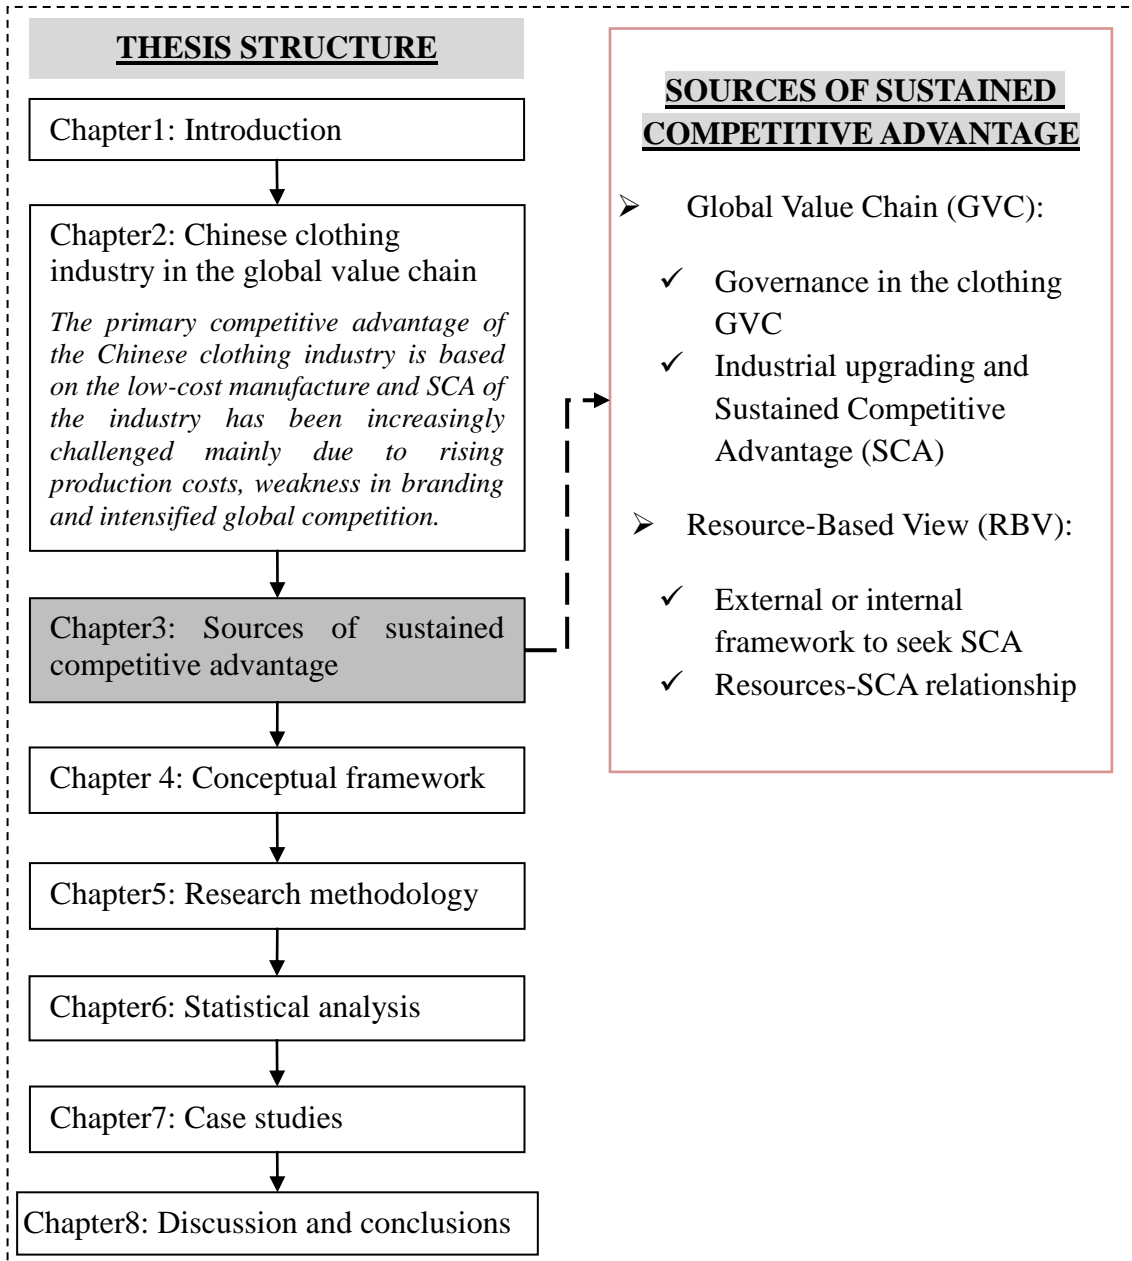 THESIS STRUCTURE
Chapter1: Introduction
Chapter2: Chinese clothing
industry in the global value chain
The primary competitive advantage of
the Chinese clothing industry is based
on the low-cost manufacture and SCA of
the industry has been increasingly
challenged mainly due to rising
production costs, weakness in branding
and intensified global competition.
Chapter3: Sources of sustained
competitive advantage
Chapter 4: Conceptual framework
Chapter5: Research methodology
Chapter6: Statistical analysis
Chapter7: Case studies
Chapter8: Discussion and conclusions
SOURCES OF SUSTAINED
COMPETITIVE ADVANTAGE
➢ Global Value Chain (GVC):
✓ Governance in the clothing
GVC
✓ Industrial upgrading and
Sustained Competitive
Advantage (SCA)
➢ Resource-Based View (RBV):
✓ External or internal
framework to seek SCA
✓ Resources-SCA relationship